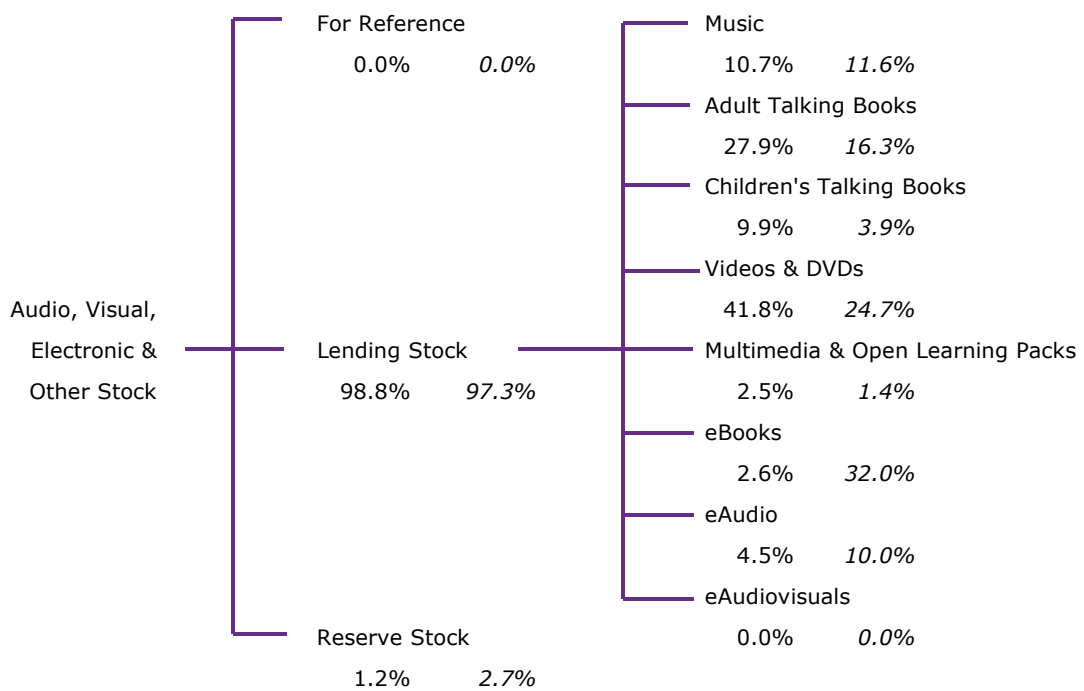 For Reference
0.0% 0.0%
Audio, Visual,
Electronic &
Other Stock
Lending Stock
98.8% 97.3%
Reserve Stock
1.2% 2.7%
Music
10.7% 11.6%
Adult Talking Books
27.9% 16.3%
Children's Talking Books
9.9% 3.9%
Videos & DVDs
41.8% 24.7%
Multimedia & Open Learning Packs
2.5% 1.4%
eBooks
2.6% 32.0%
eAudio
4.5% 10.0%
eAudiovisuals
0.0% 0.0%